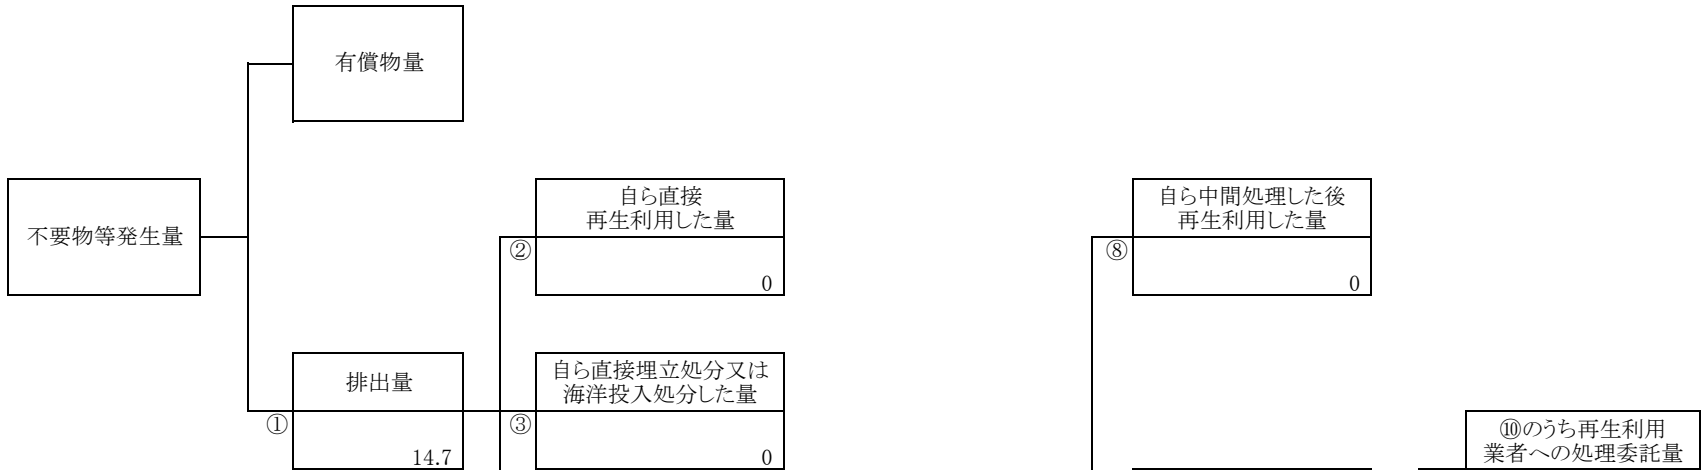 有償物量
不要物等発生量
自ら直接
再生利用した量
②
0
自ら中間処理した後
再生利用した量
⑧
0
排出量
①
14.7
自ら直接埋立処分又は
海洋投入処分した量
③
0
⑩のうち再生利用
業者への処理委託量